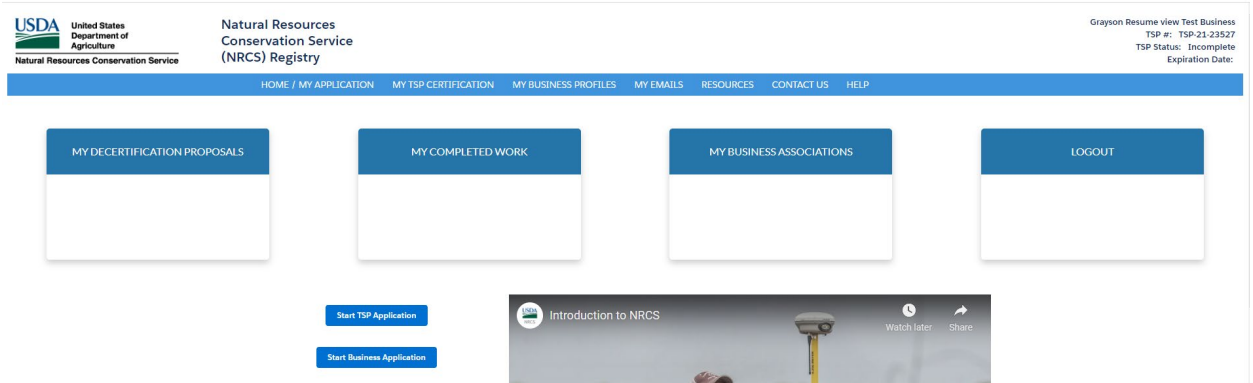 USDA
United States
Department of
Agriculture
Natural Resources Conservation Service
Natural Resources
Conservation Service
(NRCS) Registry
Grayson Resume view Test Business
TSP #: TSP-21-23527
TSP Status: Incomplete
Expiration Date:
HOME / MY APPLICATION MY TSP CERTIFICATION MY BUSINESS PROFILES MY EMAILS RESOURCES CONTACT US HELP
MY DECERTIFICATION PROPOSALS
MY COMPLETED WORK
MY BUSINESS ASSOCIATIONS
LOGOUT
Start TSP Application
Start Business Application
USDA
NRCS
Introduction to NRCS
Watch later
Share